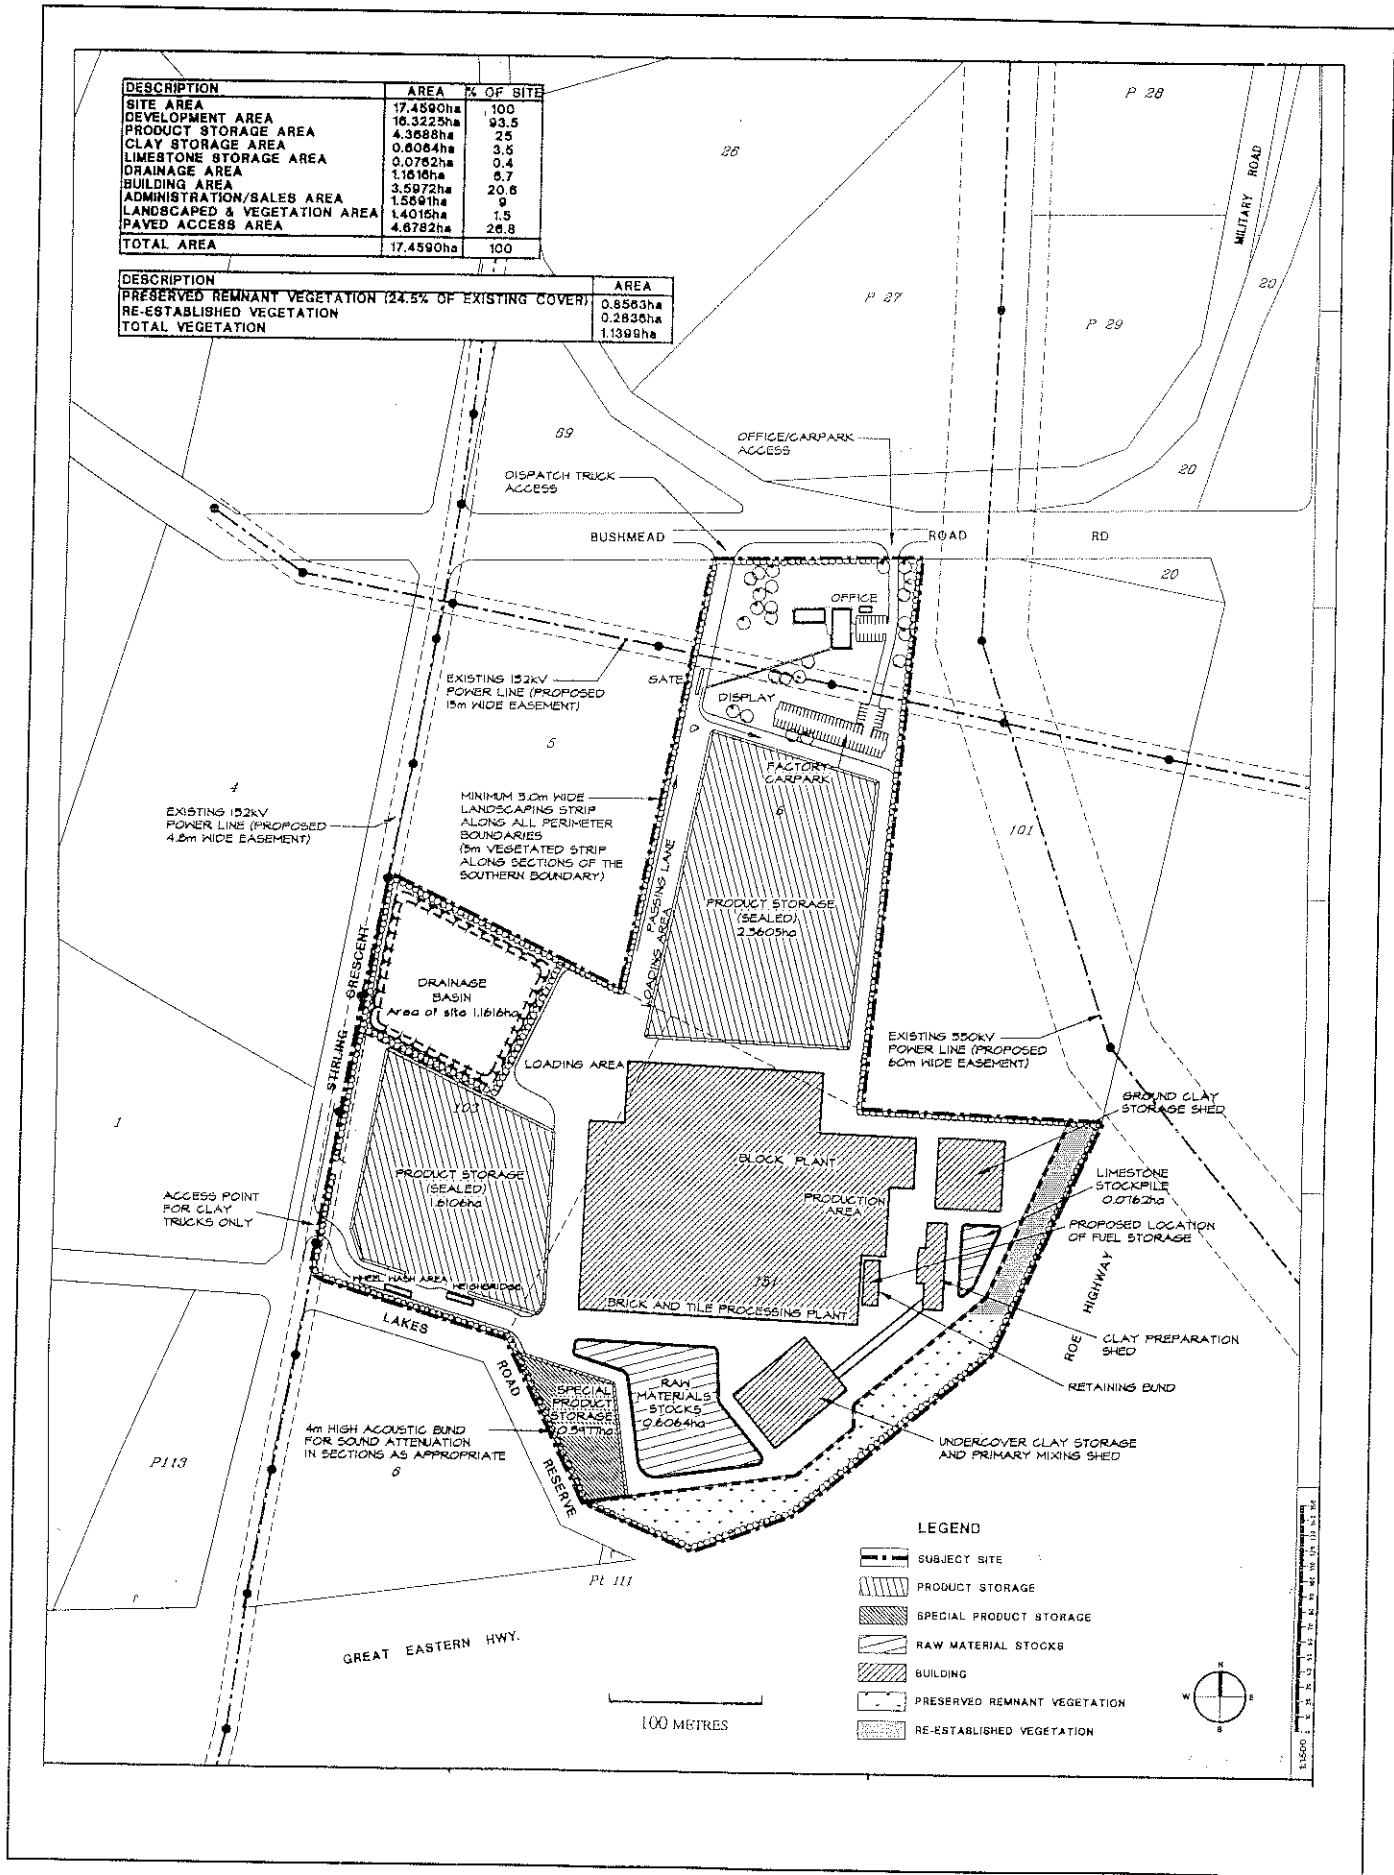 DESCRIPTION AREA % OF SITE
SITE AREA 17.4590ha 100
DEVELOPMENT AREA 16.3225ha 93.5
PRODUCT STORAGE AREA 4.3688ha 25
CLAY STORAGE AREA 0.6064ha 3.5
LIMESTONE STORAGE AREA 0.0762ha 0.4
DRAINAGE AREA 1.1616ha 6.7
BUILDING AREA 3.5972ha 20.6
ADMINISTRATION/SALES AREA 1.5691ha 9
LANDSCAPED & VEGETATION AREA 1.4015ha 1.5
PAVED ACCESS AREA 4.6782ha 26.8
TOTAL AREA 17.4590ha 100
DESCRIPTION AREA
PRESERVED REMNANT VEGETATION (24.5% OF EXISTING COVER) 0.8563ha
RE-ESTABLISHED VEGETATION 0.2836ha
TOTAL VEGETATION 1.1399ha
P 28
26
MILITARY ROAD
20
P 27
P 29
69
OFFICE/CARPARK
ACCESS
DISPATCH TRUCK
ACCESS
20
BUSHMEAD
ROAD
RD
20
OFFICE
EXISTING 132kV
POWER LINE (PROPOSED
15m WIDE EASEMENT)
GATE
DISPLAY
5
FACTORY
CARPARK
6
4
EXISTING 132kV
POWER LINE (PROPOSED
4.8m WIDE EASEMENT)
MINIMUM 3.0m WIDE
LANDSCAPING STRIP
ALONG ALL PERIMETER
BOUNDARIES
(5m VEGETATED STRIP
ALONG SECTIONS OF THE
SOUTHERN BOUNDARY)
101
PASSING LANE
LOADING AREA
PRODUCT STORAGE
(SEALED)
2.3605ha
STIRLING CRESCENT
DRAINAGE
BASIN
Area of site 1.1616ha
EXISTING 330kV
POWER LINE (PROPOSED
60m WIDE EASEMENT)
LOADING AREA
103
GROUND CLAY
STORAGE SHED
1
BLOCK PLANT
LIMESTONE
STOCKPILE
0.0762ha
PRODUCT STORAGE
(SEALED)
.6106ha
PRODUCTION
AREA
ACCESS POINT
FOR CLAY
TRUCKS ONLY
PROPOSED LOCATION
OF FUEL STORAGE
WHEEL WASH AREA
WEIGHBRIDGE
151
BRICK AND TILE PROCESSING PLANT
ROE HIGHWAY
LAKES
ROAD
RESERVE
CLAY PREPARATION
SHED
RETAINING BUND
SPECIAL
PRODUCT
STORAGE
0.3977ha
RAW
MATERIALS
STOCKS
0.6064ha
4m HIGH ACOUSTIC BUND
FOR SOUND ATTENUATION
IN SECTIONS AS APPROPRIATE
6
UNDERCOVER CLAY STORAGE
AND PRIMARY MIXING SHED
P113
Pt 111
GREAT EASTERN HWY.
100 METRES
LEGEND
SUBJECT SITE
PRODUCT STORAGE
SPECIAL PRODUCT STORAGE
RAW MATERIAL STOCKS
BUILDING
PRESERVED REMNANT VEGETATION
RE-ESTABLISHED VEGETATION
N
W E
S
1:1500